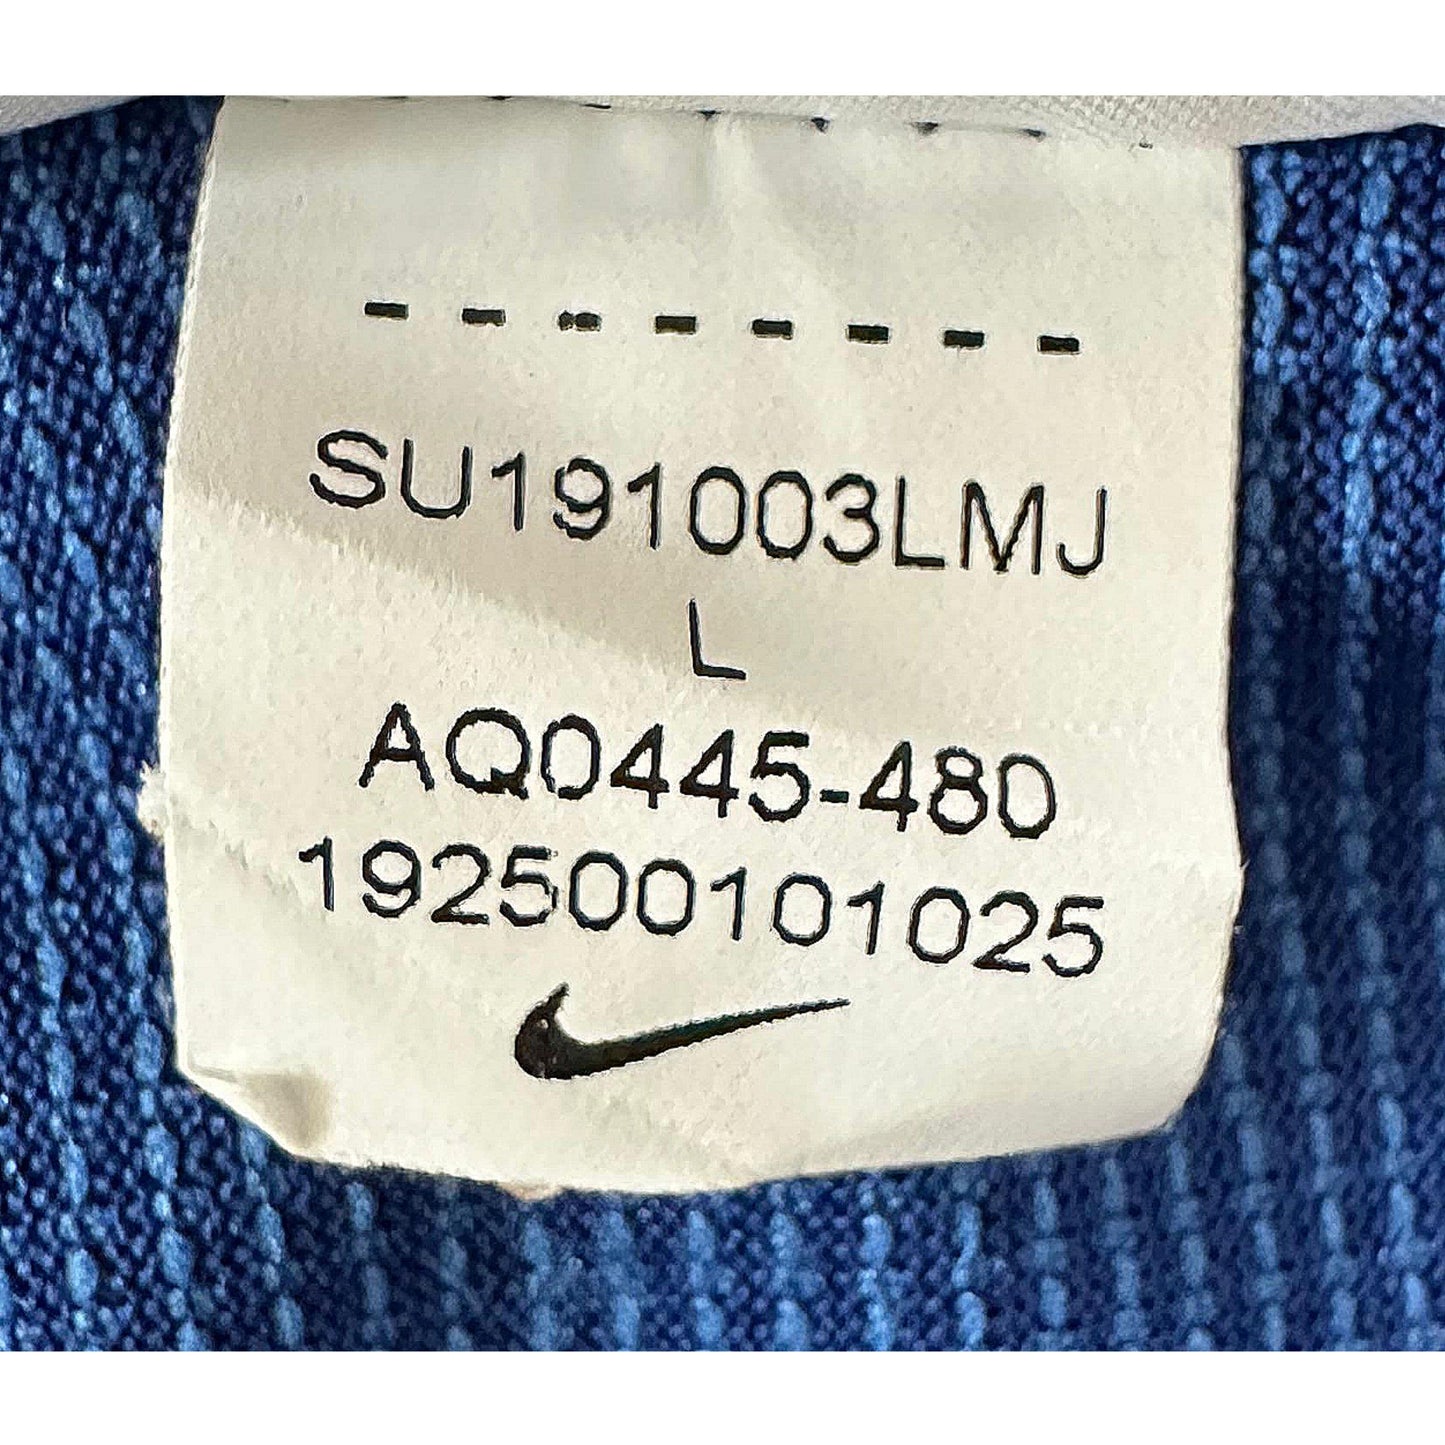 --------
SU191003LMJ
L
AQ0445-480
192500101025